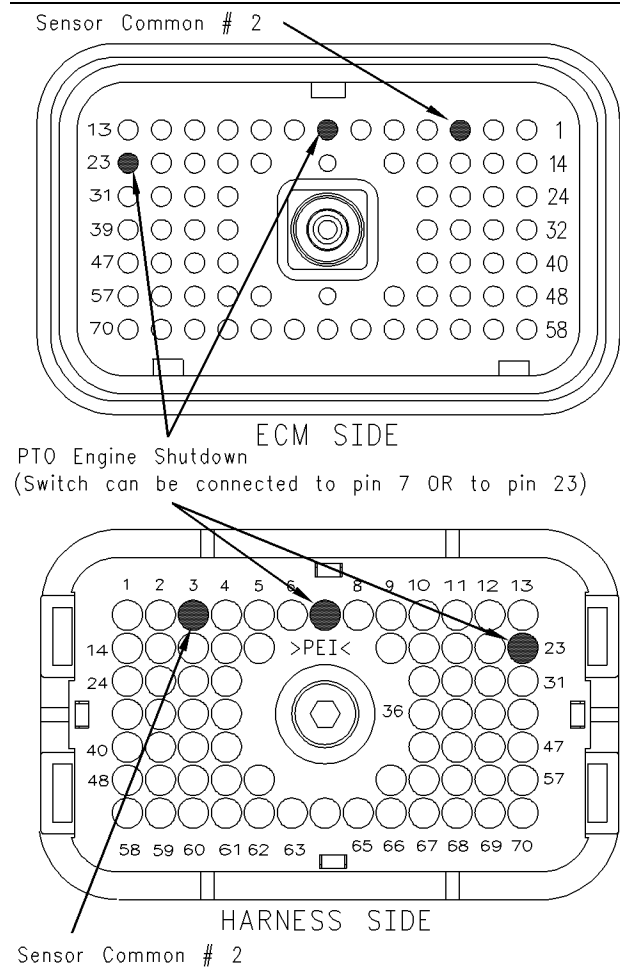 Sensor Common # 2
13 1
23 14
31 24
39 32
47 40
57 48
70 58
ECM SIDE
PTO Engine Shutdown
(Switch can be connected to pin 7 OR to pin 23)
1 2 3 4 5 6 8 9 10 11 12 13
14 >PEI< 23
24 31
36
40 47
48 57
58 59 60 61 62 63 65 66 67 68 69 70
HARNESS SIDE
Sensor Common # 2